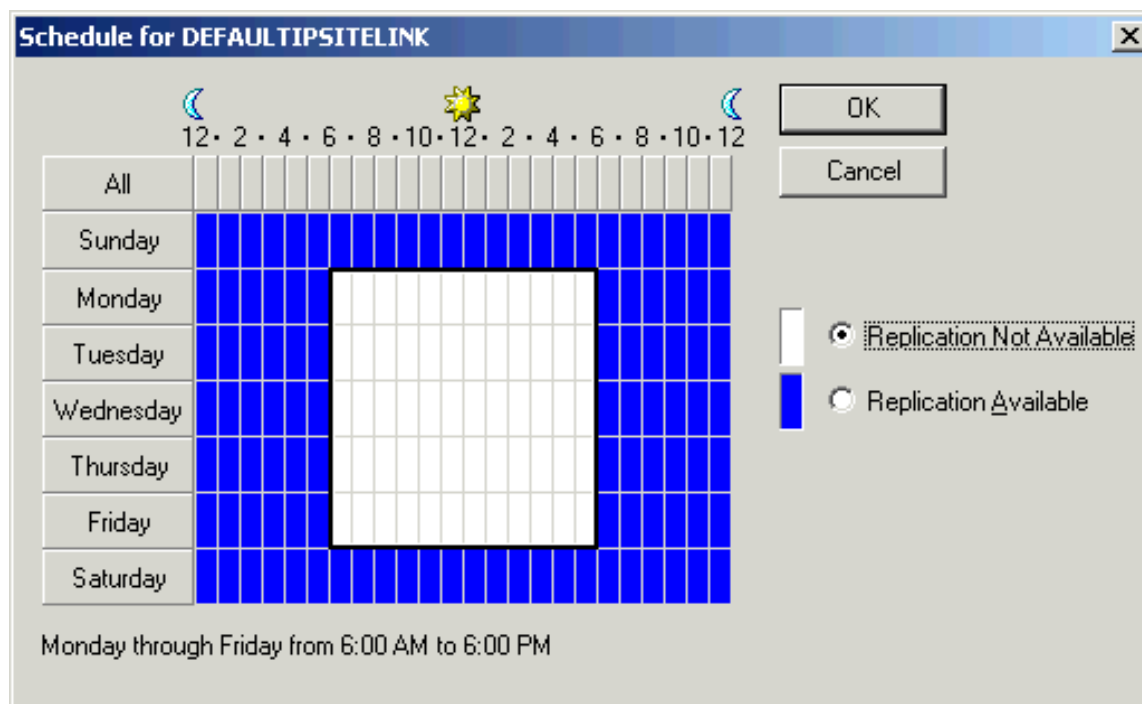 Schedule for DEFAULTIPSITELINK
12 · 2 · 4 · 6 · 8 · 10 · 12 · 2 · 4 · 6 · 8 · 10 · 12
OK
Cancel
All
Sunday
Monday
Tuesday
Wednesday
Thursday
Friday
Saturday
Replication Not Available
Replication Available
Monday through Friday from 6:00 AM to 6:00 PM